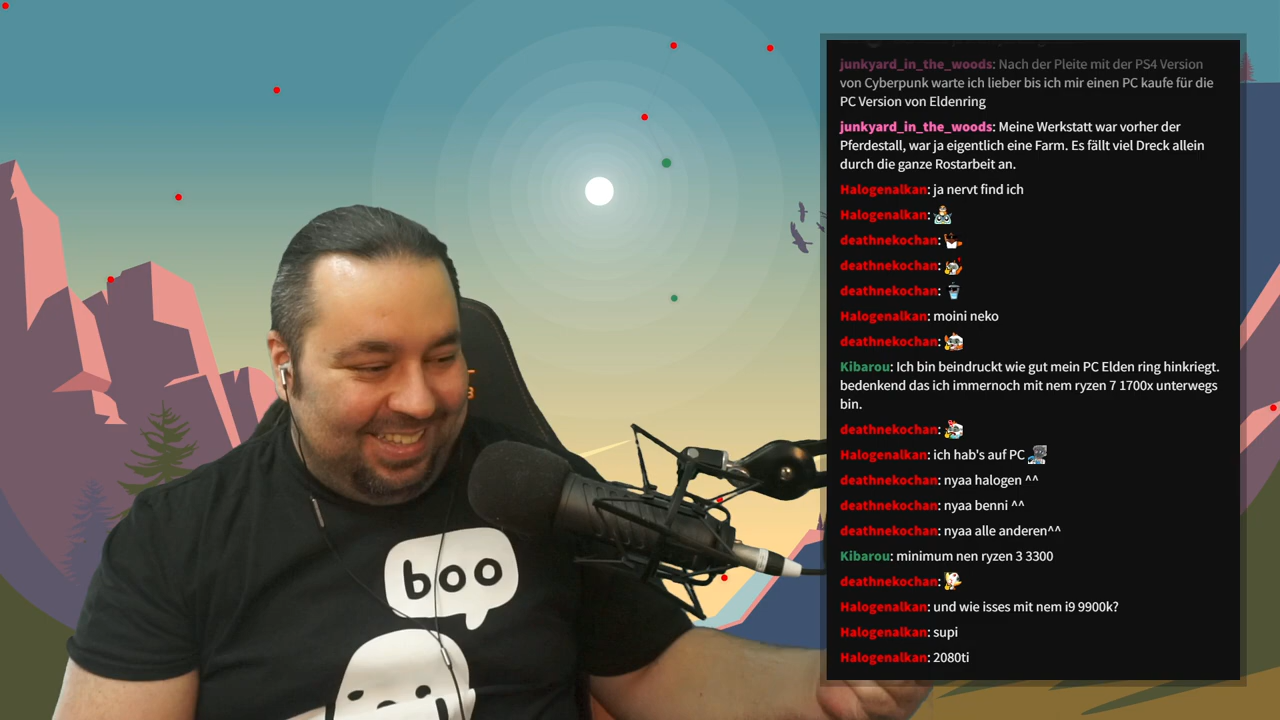 junkyard_in_the_woods: Nach der Pleite mit der PS4 Version
von Cyberpunk warte ich lieber bis ich mir einen PC kaufe für die
PC Version von Eldenring
junkyard_in_the_woods: Meine Werkstatt war vorher der
Pferdestall, war ja eigentlich eine Farm. Es fällt viel Dreck allein
durch die ganze Rostarbeit an.
Halogenalkan: ja nervt find ich
Halogenalkan:
deathnekochan:
deathnekochan:
deathnekochan:
Halogenalkan: moini neko
deathnekochan:
Kibarou: Ich bin beindruckt wie gut mein PC Elden ring hinkriegt.
bedenkend das ich immernoch mit nem ryzen 7 1700x unterwegs
bin.
deathnekochan:
Halogenalkan: ich hab's auf PC
deathnekochan: nyaa halogen ^^
deathnekochan: nyaa benni ^^
deathnekochan: nyaa alle anderen^^
Kibarou: minimum nen ryzen 3 3300
deathnekochan:
Halogenalkan: und wie isses mit nem i9 9900k?
Halogenalkan: supi
Halogenalkan: 2080ti
boo